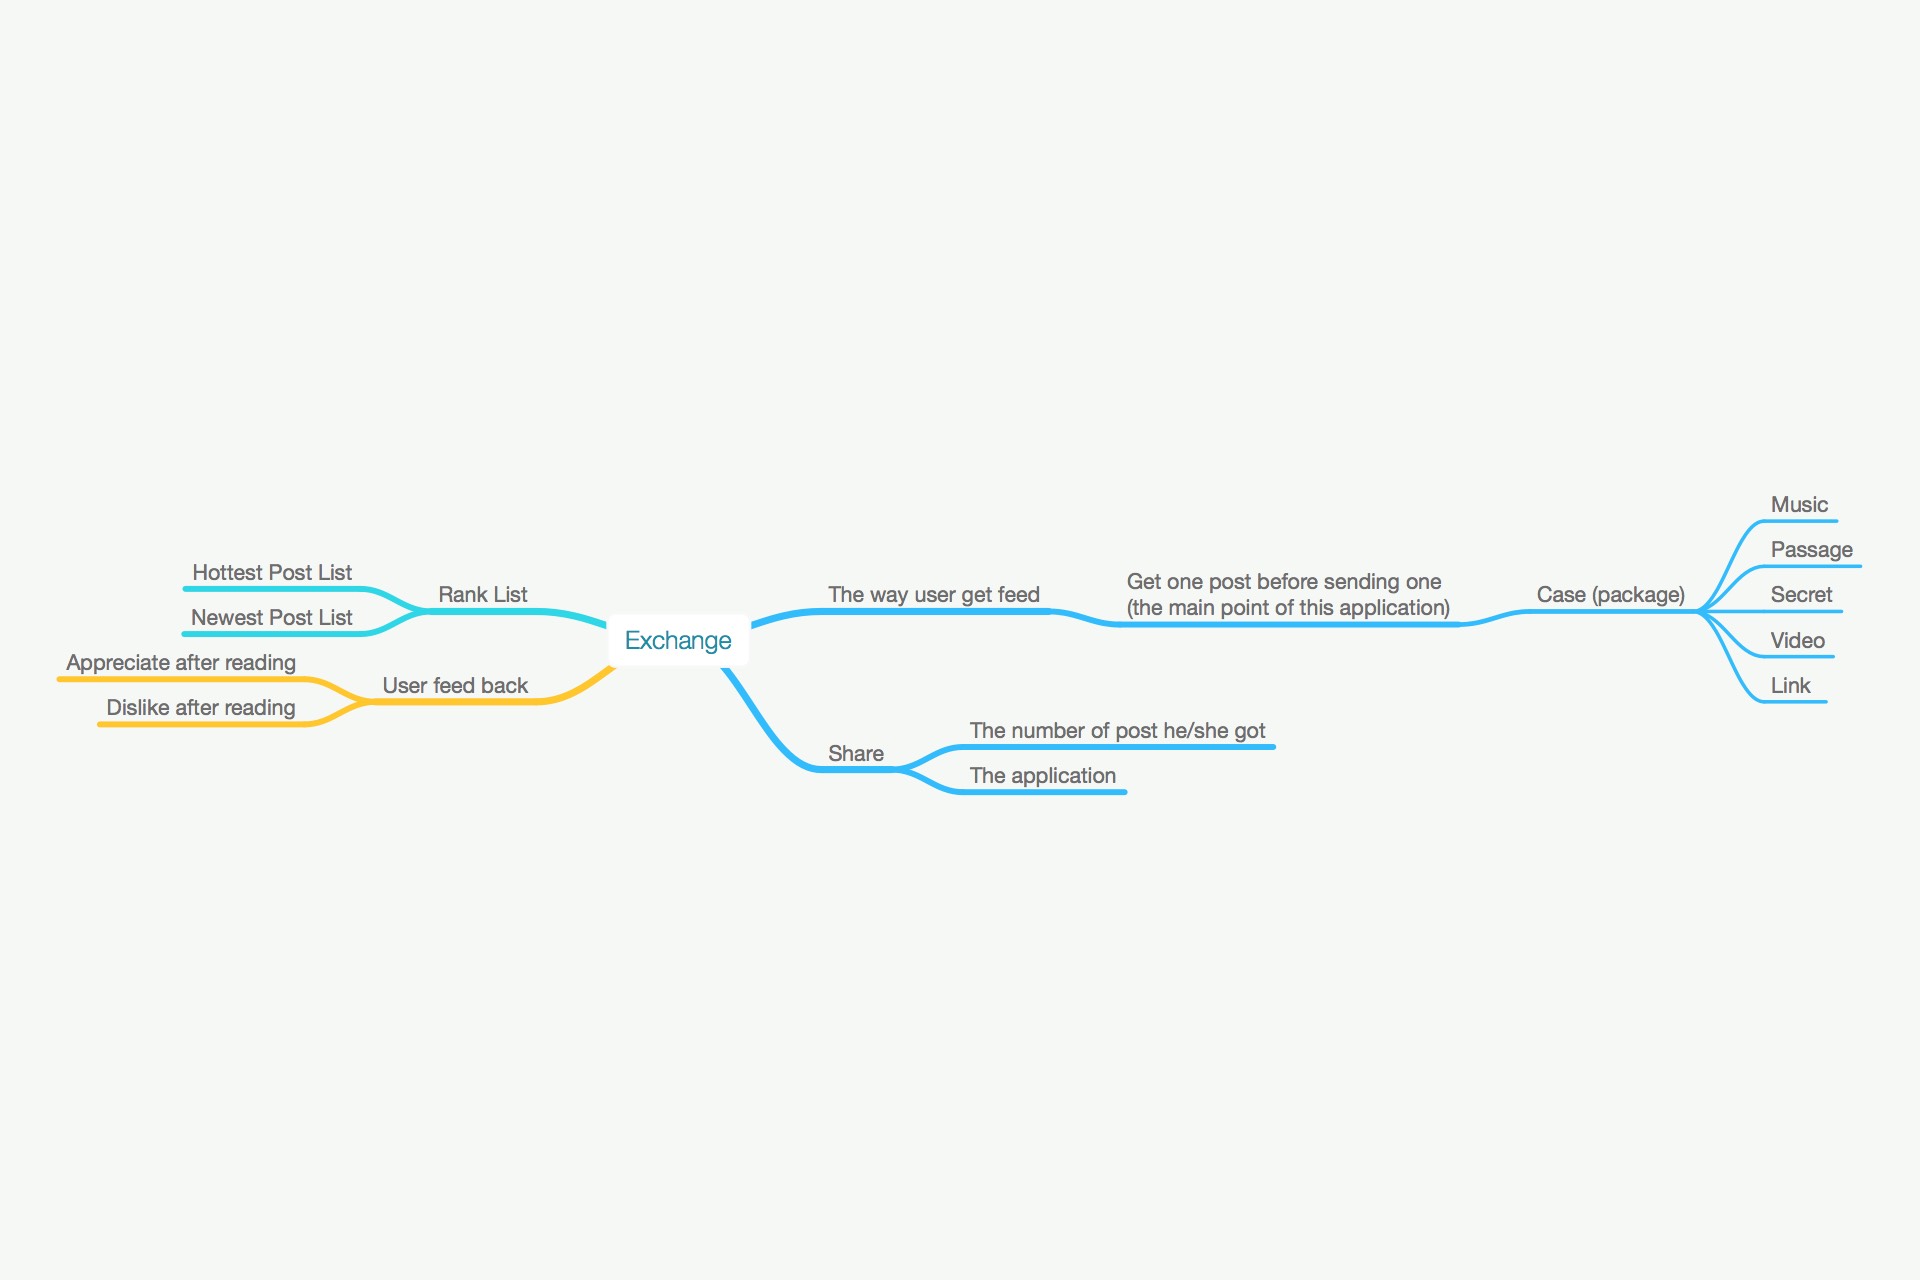 Exchange
The way user get feed
Get one post before sending one
(the main point of this application)
Case (package)
Music
Passage
Secret
Video
Link
Share
The number of post he/she got
The application
Rank List
Hottest Post List
Newest Post List
User feed back
Appreciate after reading
Dislike after reading